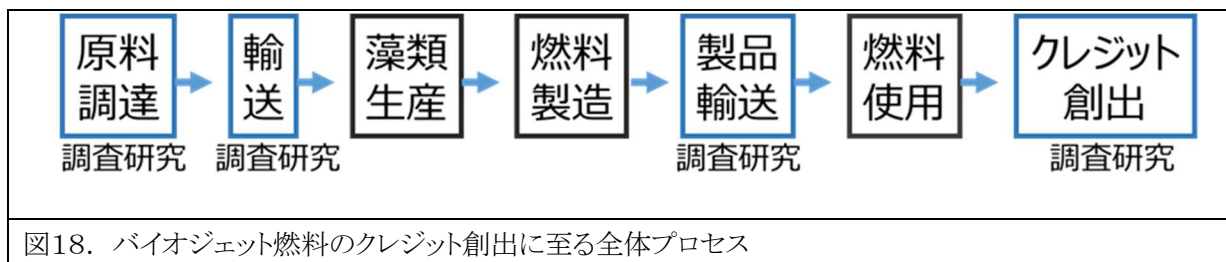 原料
調達
輸
送
藻類
生産
燃料
製造
製品
輸送
燃料
使用
クレジット
創出
調査研究
調査研究
調査研究
調査研究
図18. バイオジェット燃料のクレジット創出に至る全体プロセス